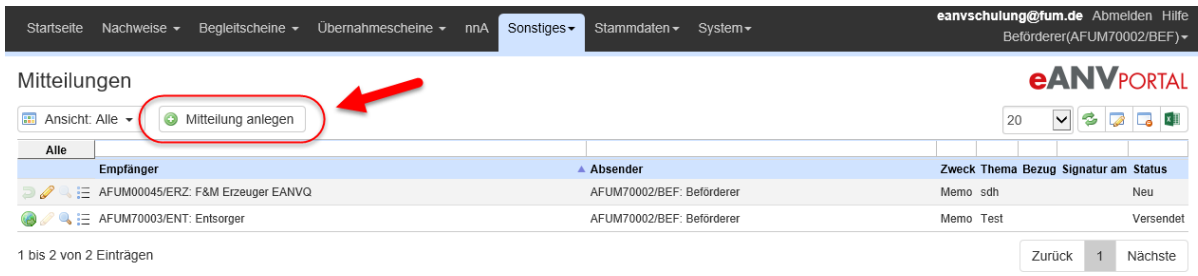 eanvschulung@fum.de Abmelden Hilfe
Startseite Nachweise Begleitscheine Übernahmescheine nnA Sonstiges Stammdaten System
Beförderer(AFUM70002/BEF)
Mitteilungen
eANVPORTAL
Ansicht: Alle Mitteilung anlegen 20
Alle
Empfänger Absender Zweck Thema Bezug Signatur am Status
AFUM00045/ERZ: F&M Erzeuger EANVQ AFUM70002/BEF: Beförderer Memo sdh Neu
AFUM70003/ENT: Entsorger AFUM70002/BEF: Beförderer Memo Test Versendet
1 bis 2 von 2 Einträgen Zurück 1 Nächste